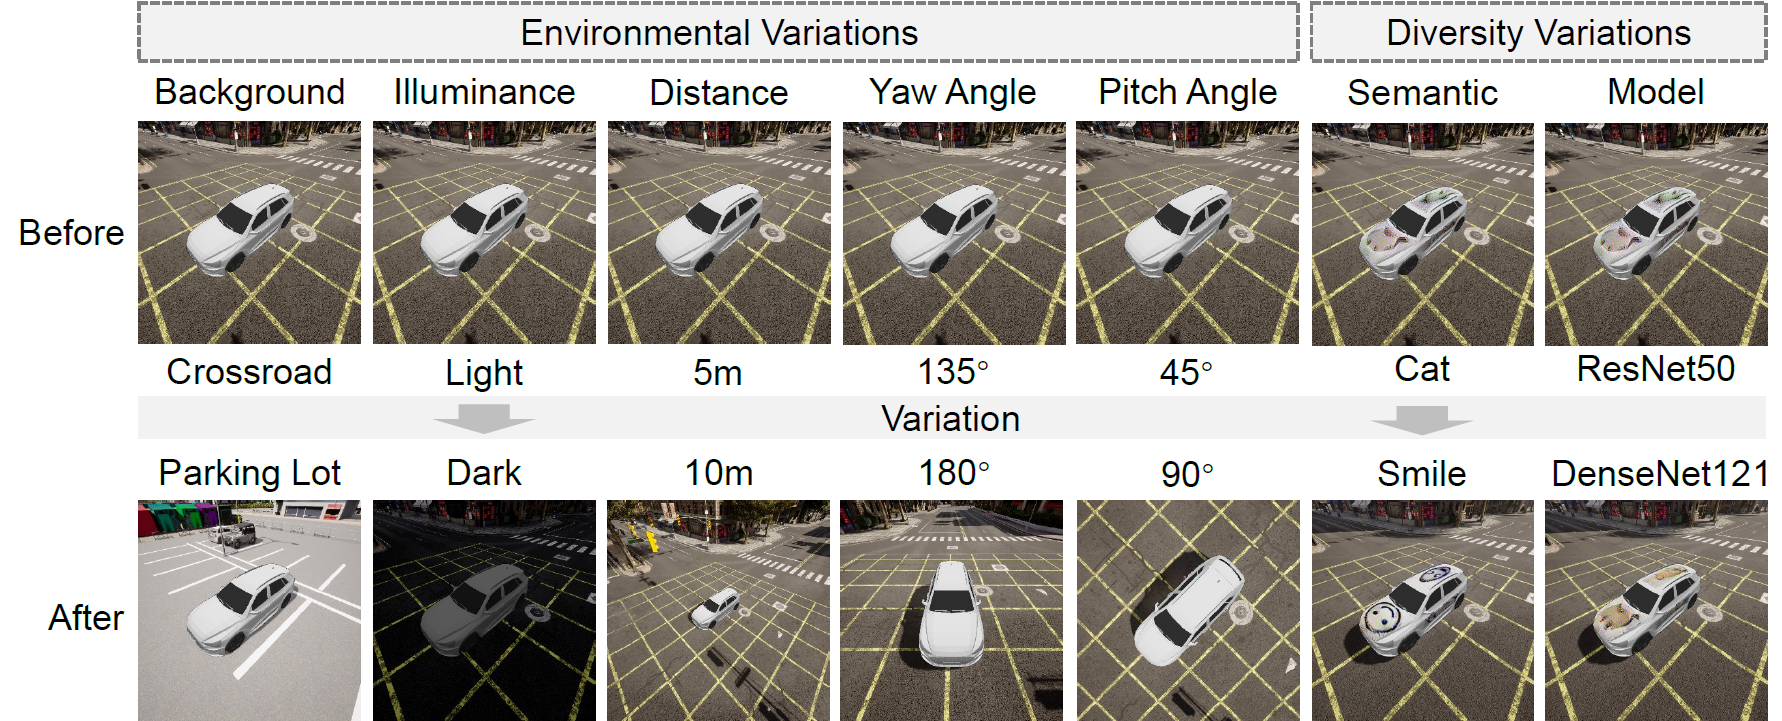 Environmental Variations
Diversity Variations
Background
Illuminance
Distance
Yaw Angle
Pitch Angle
Semantic
Model
Before
Crossroad
Light
5m
135°
45°
Cat
ResNet50
Variation
Parking Lot
Dark
10m
180°
90°
Smile
DenseNet121
After